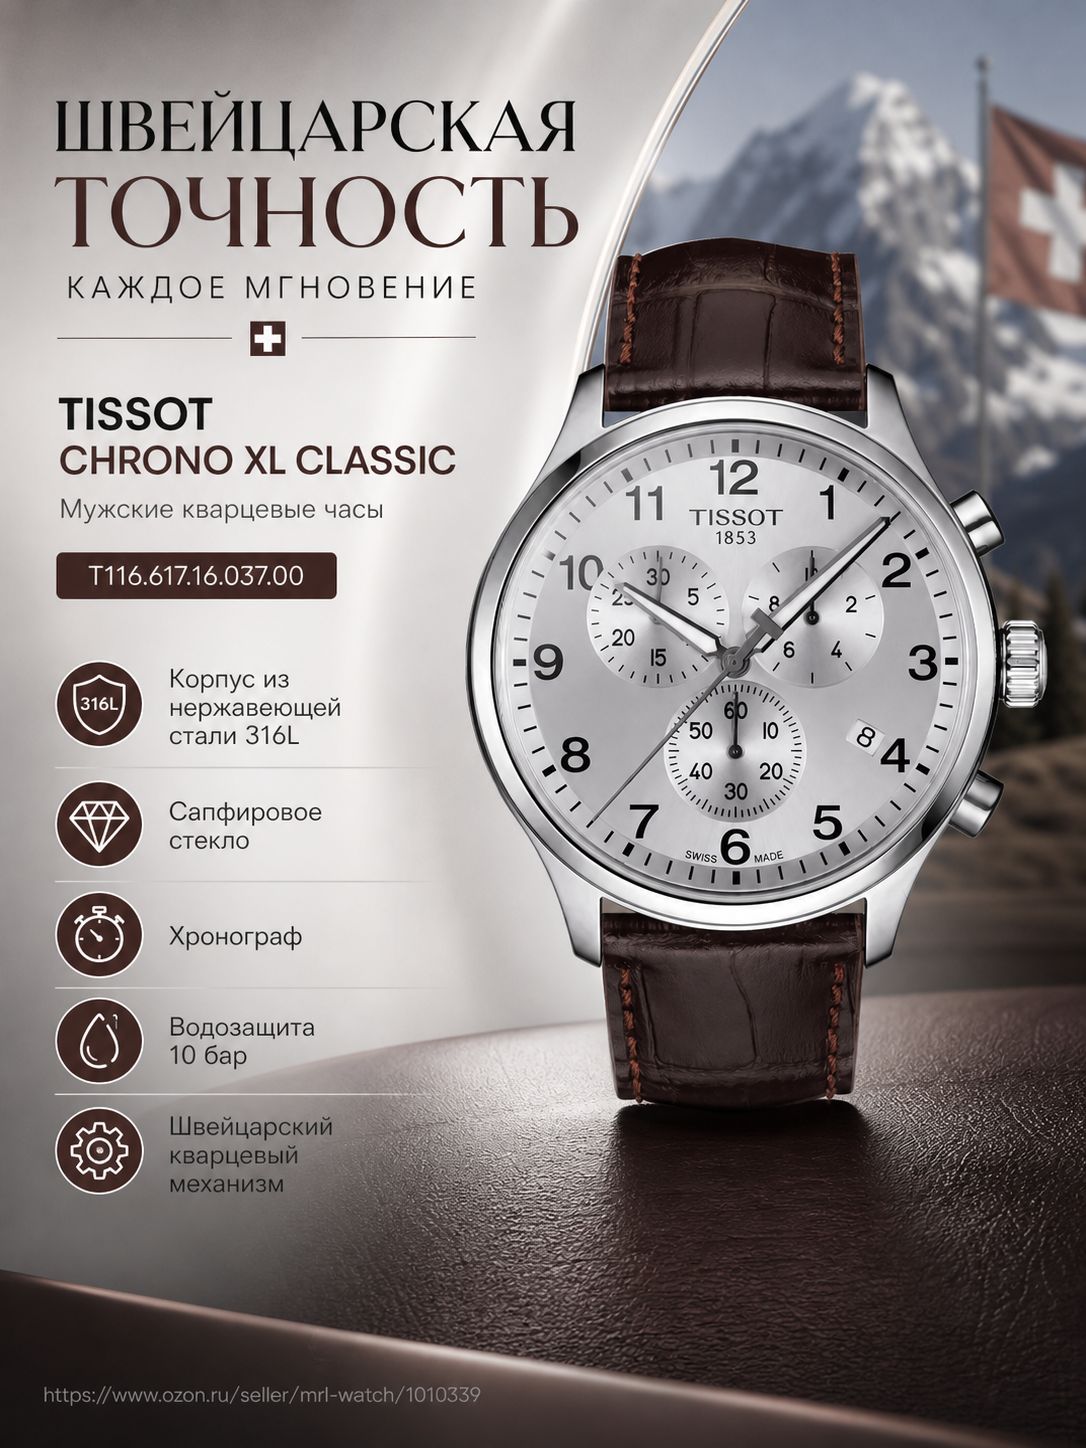 ШВЕЙЦАРСКАЯ
ТОЧНОСТЬ
КАЖДОЕ МГНОВЕНИЕ
TISSOT
CHRONO XL CLASSIC
Мужские кварцевые часы
T116.617.16.037.00
316L
Корпус из
нержавеющей
стали 316L
Сапфировое
стекло
Хронограф
Водозащита
10 бар
Швейцарский
кварцевый
механизм
12
11
1
TISSOT
1853
10
2
30
5
20
15
2
8
6
4
9
3
60
50
10
40
20
30
8
8
4
7
5
6
SWISS MADE
https://www.ozon.ru/seller/mrl-watch/1010339